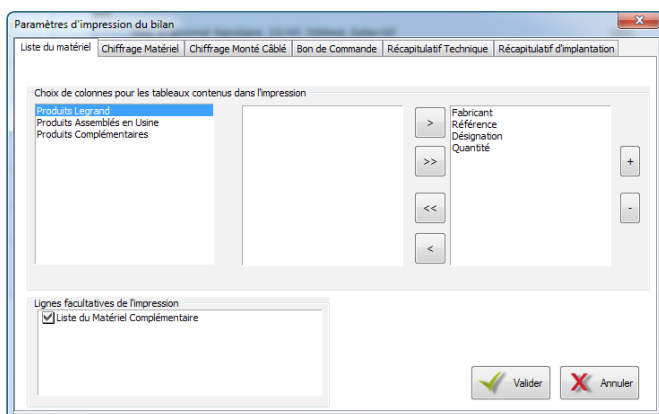 Paramètres d'impression du bilan
Liste du matériel Chiffrage Matériel Chiffrage Monté Câblé Bon de Commande Récapitulatif Technique Récapitulatif d'implantation
Choix de colonnes pour les tableaux contenus dans l'impression
Produits Legrand
Produits Assemblés en Usine
Produits Complémentaires
>
>>
<<
<
Fabricant
Référence
Désignation
Quantité
+
-
Lignes facultatives de l'impression
Liste du Matériel Complémentaire
Valider Annuler